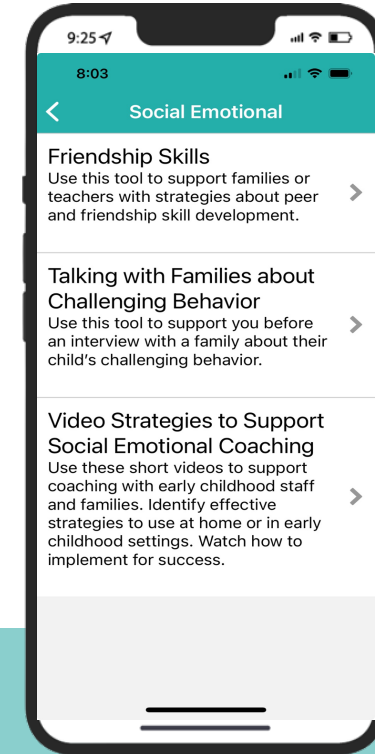 9:25
8:03
Social Emotional
Friendship Skills
Use this tool to support families or
teachers with strategies about peer
and friendship skill development.
Talking with Families about
Challenging Behavior
Use this tool to support you before
an interview with a family about their
child's challenging behavior.
Video Strategies to Support
Social Emotional Coaching
Use these short videos to support
coaching with early childhood staff
and families. Identify effective
strategies to use at home or in early
childhood settings. Watch how to
implement for success.